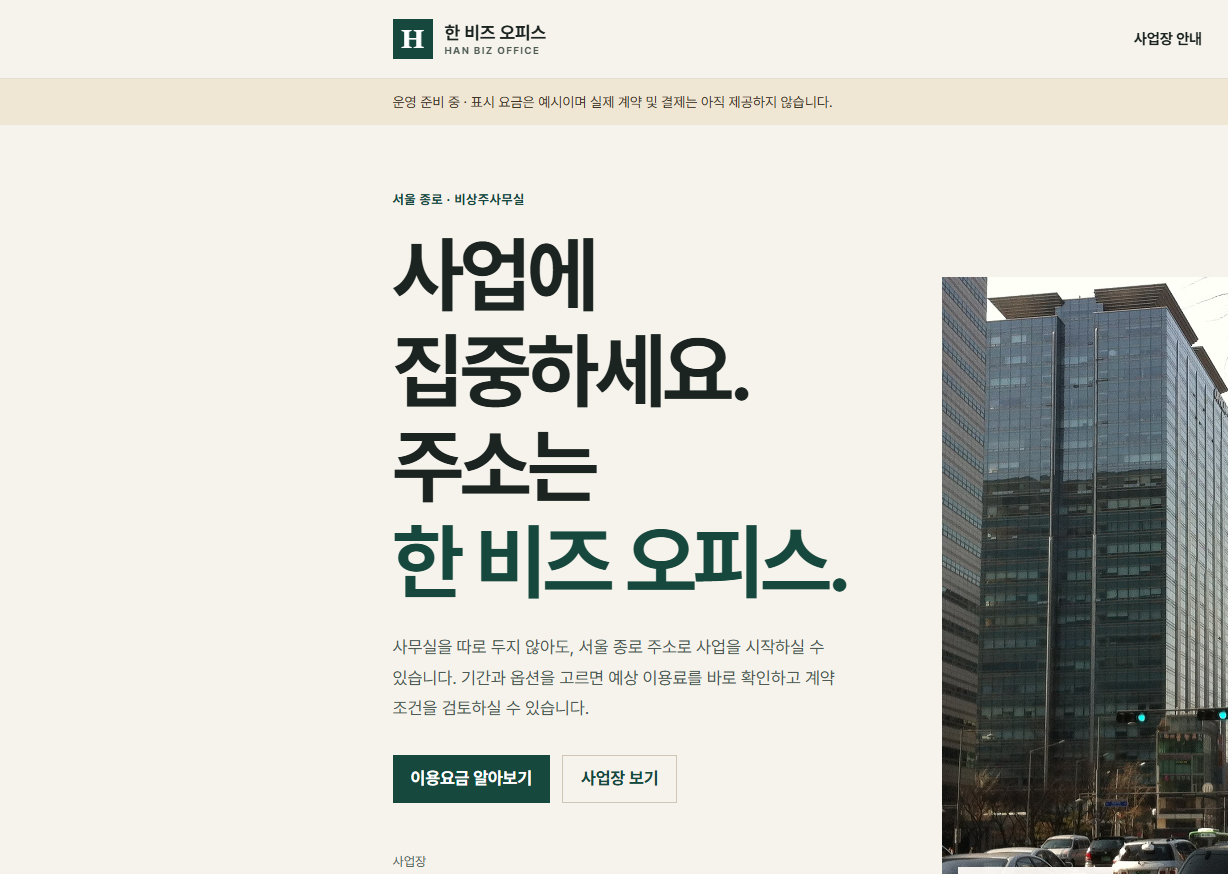 H
한 비즈 오피스
HAN BIZ OFFICE
사업장 안내
운영 준비 중 · 표시 요금은 예시이며 실제 계약 및 결제는 아직 제공하지 않습니다.
서울 종로 · 비상주사무실
사업에
집중하세요.
주소는
한 비즈 오피스.
사무실을 따로 두지 않아도, 서울 종로 주소로 사업을 시작하실 수
있습니다. 기간과 옵션을 고르면 예상 이용료를 바로 확인하고 계약
조건을 검토하실 수 있습니다.
이용요금 알아보기
사업장 보기
사업장